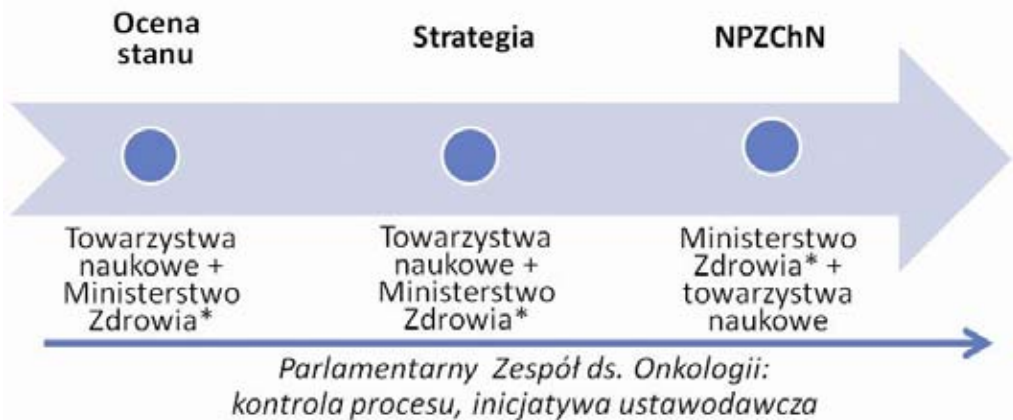 Ocena
stanu
Strategia
NPZChN
Towarzystwa
naukowe +
Ministerstwo
Zdrowia*
Towarzystwa
naukowe +
Ministerstwo
Zdrowia*
Ministerstwo
Zdrowia* +
towarzystwa
naukowe
Parlamentarny Zespół ds. Onkologii:
kontrola procesu, inicjatywa ustawodawcza